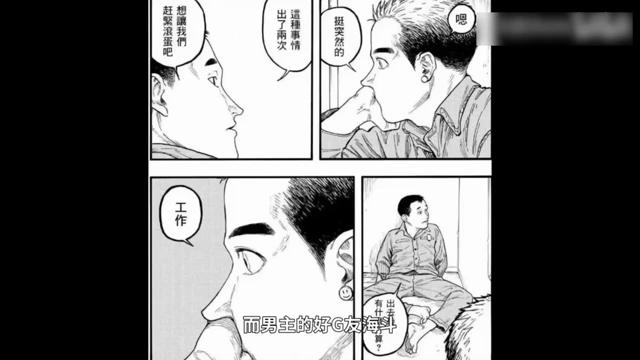 嗯
挺突然的
這種事情
出了兩次
想讓我們
趕緊滾蛋吧
工作
出去
有什
算？
而男主的好G友海斗